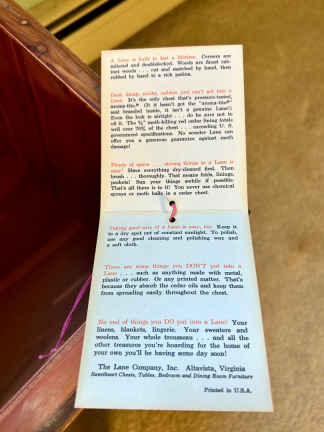 A Lane is built to last a lifetime. Corners are
mitered and doublelocked. Woods are finest cab-
inet woods . . . cut and matched by hand, then
rubbed by hand to a rich patina.
Dust, damp, moths, nobbies just can't get into a
Lane. It's the only chest that's pressure-tested,
aroma-tite.® (If it hasn't got the "aroma-tite"
seal branded inside, it isn't a genuine Lane!)
Even the lock is airtight . . . do be sure not to
oil it. The ¾" moth-killing red cedar lining totals
well over 70% of the chest . . . exceeding U. S.
government specifications. No wonder Lane can
offer you a generous guarantee against moth
damage!
Plenty of space . . . storing things in a Lane is
easy! Have everything dry-cleaned first. Then
brush . . . thoroughly. That means folds, linings,
pockets! Sun your things awhile if possible.
That's all there is to it! You never use chemical
sprays or moth balls in a cedar chest.
Taking good care of a Lane is easy, too. Keep it
in a dry spot out of constant sunlight. To polish,
use any good cleaning and polishing wax and
a soft cloth.
There are some things you DON'T put into a
Lane . . . such as anything made with metal,
plastic or rubber. Or any printed matter. That's
because they absorb the cedar oils and keep them
from spreading easily throughout the chest.
No end of things you DO put into a Lane! Your
linens, blankets, lingerie. Your sweaters and
woolens. Your whole trousseau . . . and all the
other treasures you're hoarding for the home of
your own you'll be having some day soon!
The Lane Company, Inc. Altavista, Virginia
Sweetheart Chests, Tables, Bedroom and Dining Room Furniture
Printed in U.S.A.